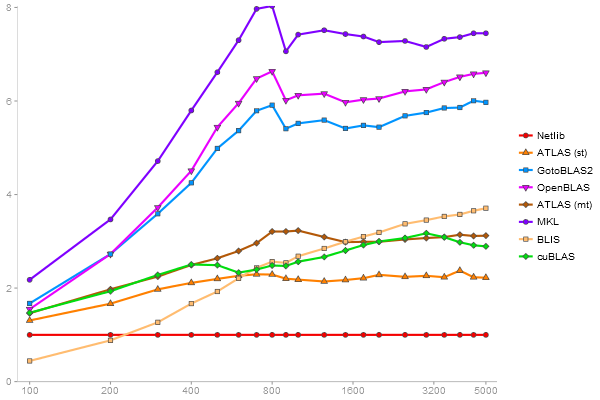 8
6
4
2
0
100
200
400
800
1600
3200
5000
Netlib
ATLAS (st)
GotoBLAS2
OpenBLAS
ATLAS (mt)
MKL
BLIS
cuBLAS